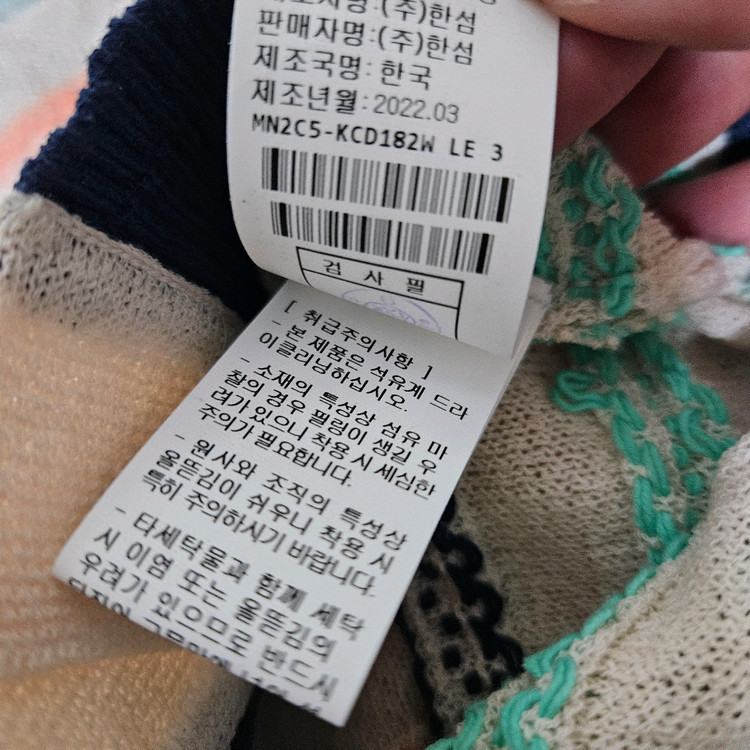 제조자명:(주)한섬
판매자명:(주)한섬
제조국명: 한국
제조년월: 2022.03
MN2C5-KCD182W LE 3
검 사 필
[ 취급주의사항 ]
- 본 제품은 석유계 드라
이클리닝하십시오.
- 소재의 특성상 섬유 마
찰의 경우 필링이 생길 우
려가 있으니 착용 시 세심한
주의가 필요합니다.
- 원사와 조직의 특성상
올뜯김이 쉬우니 착용 시
특히 주의하시기 바랍니다.
- 타세탁물과 함께 세탁
시 이염 또는 올뜯김의
우려가 있으므로 반드시